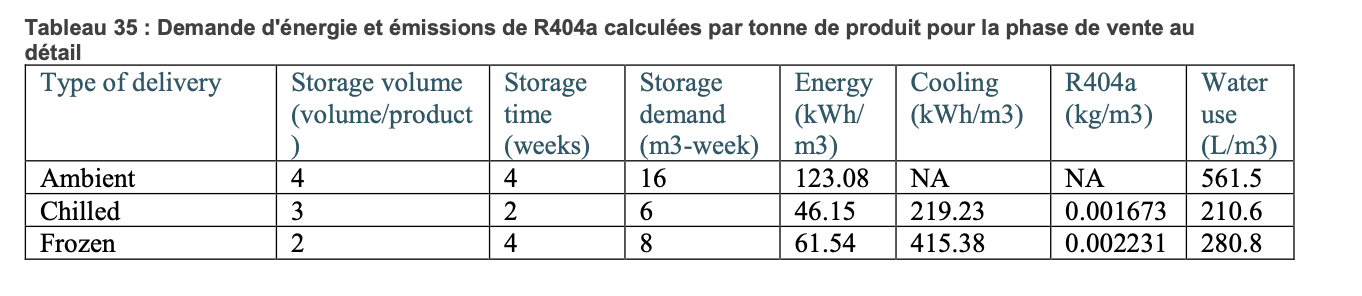 Tableau 35 : Demande d'énergie et émissions de R404a calculées par tonne de produit pour la phase de vente au
détail
Type of delivery Storage volume (volume/product) Storage time (weeks) Storage demand (m3-week) Energy (kWh/m3) Cooling (kWh/m3) R404a (kg/m3) Water use (L/m3)
Ambient 4 4 16 123.08 NA NA 561.5
Chilled 3 2 6 46.15 219.23 0.001673 210.6
Frozen 2 4 8 61.54 415.38 0.002231 280.8